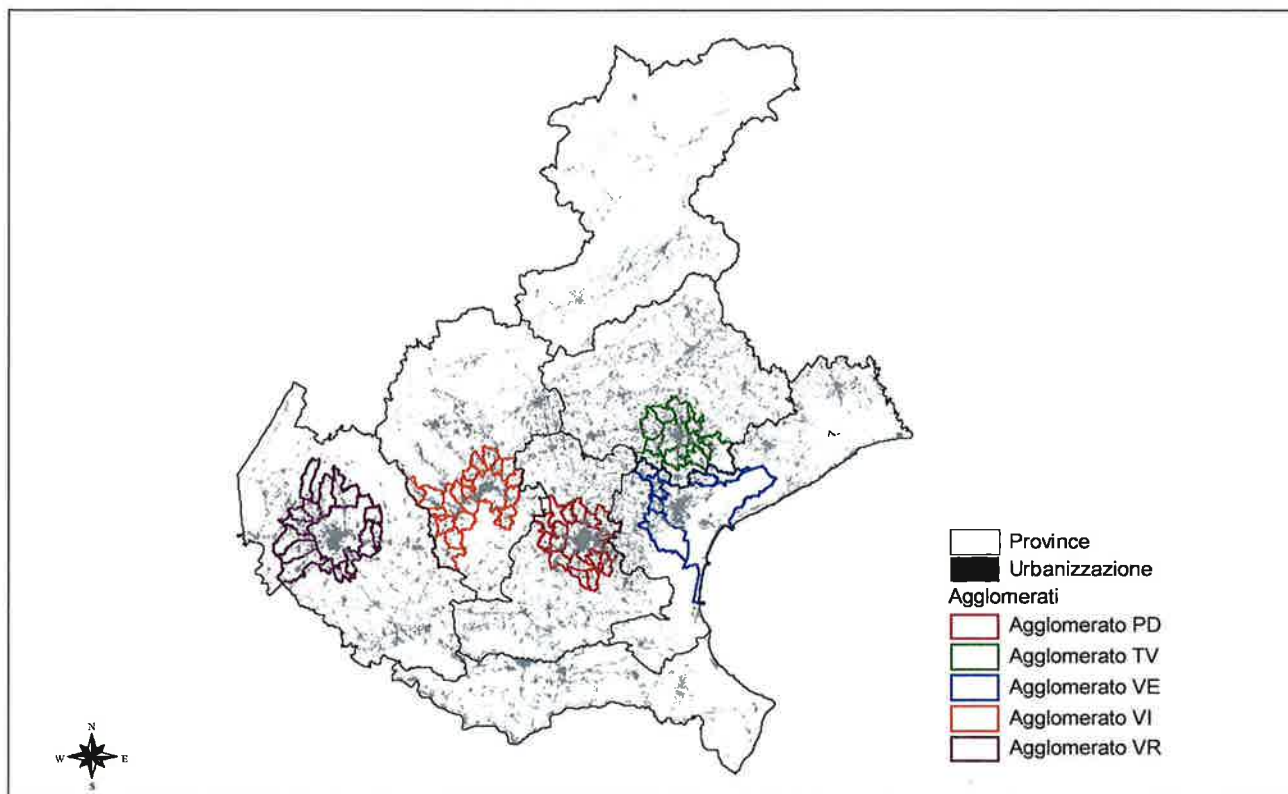 Province
Urbanizzazione
Agglomerati
Agglomerato PD
Agglomerato TV
Agglomerato VE
Agglomerato VI
Agglomerato VR
N
W E
S